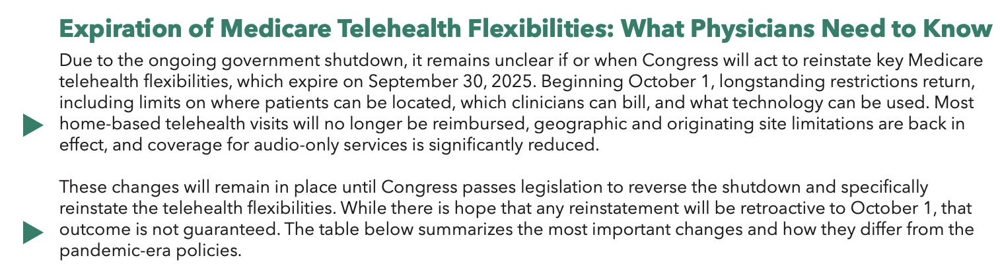 Expiration of Medicare Telehealth Flexibilities: What Physicians Need to Know
Due to the ongoing government shutdown, it remains unclear if or when Congress will act to reinstate key Medicare
telehealth flexibilities, which expire on September 30, 2025. Beginning October 1, longstanding restrictions return,
including limits on where patients can be located, which clinicians can bill, and what technology can be used. Most
home-based telehealth visits will no longer be reimbursed, geographic and originating site limitations are back in
effect, and coverage for audio-only services is significantly reduced.
These changes will remain in place until Congress passes legislation to reverse the shutdown and specifically
reinstate the telehealth flexibilities. While there is hope that any reinstatement will be retroactive to October 1, that
outcome is not guaranteed. The table below summarizes the most important changes and how they differ from the
pandemic-era policies.